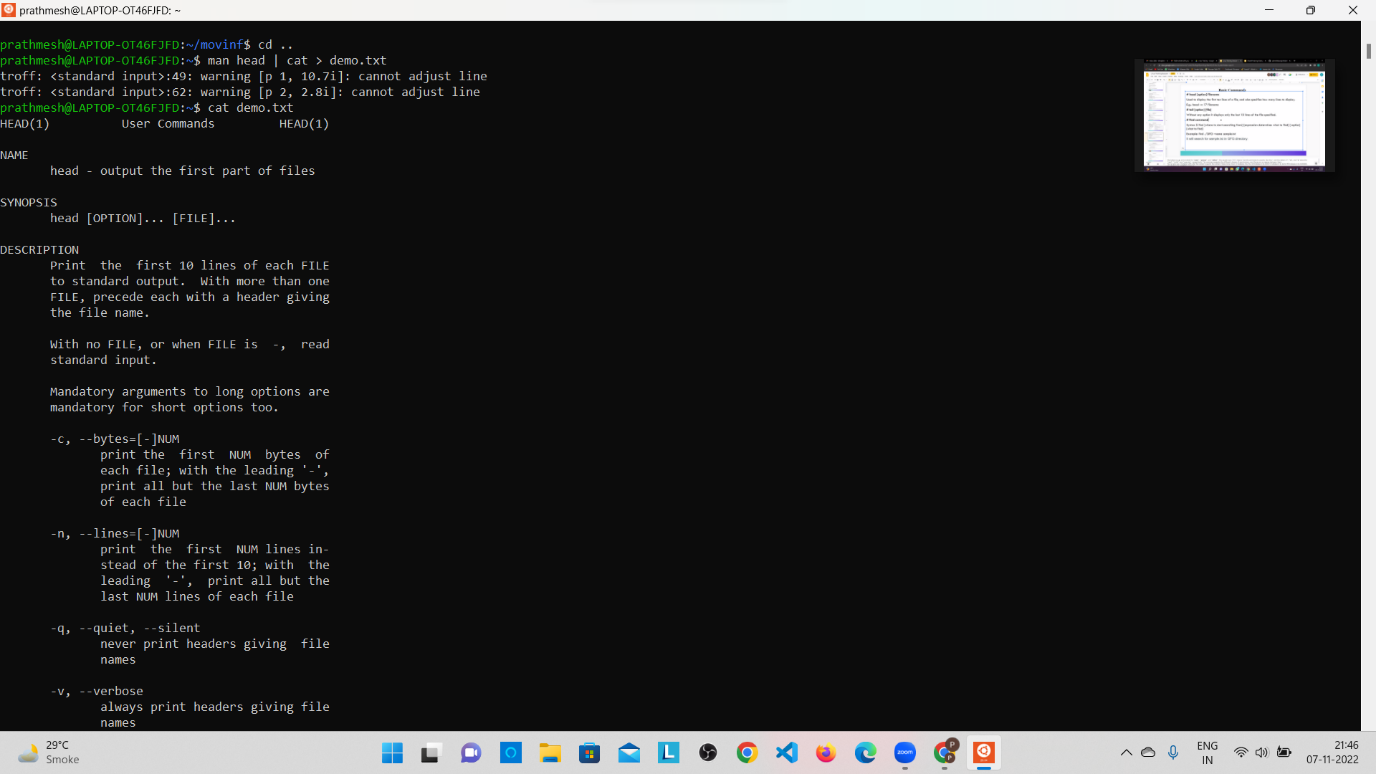 prathmesh@LAPTOP-OT46FJFD: ~
prathmesh@LAPTOP-OT46FJFD:~/movinf$ cd ..
prathmesh@LAPTOP-OT46FJFD:~$ man head | cat > demo.txt
troff: <standard input>:49: warning [p 1, 10.7i]: cannot adjust line
troff: <standard input>:62: warning [p 2, 2.8i]: cannot adjust line
prathmesh@LAPTOP-OT46FJFD:~$ cat demo.txt
HEAD(1)          User Commands         HEAD(1)
NAME
head - output the first part of files
SYNOPSIS
head [OPTION]... [FILE]...
DESCRIPTION
Print  the  first 10 lines of each FILE
to standard output.  With more than one
FILE, precede each with a header giving
the file name.
With no FILE, or when FILE is  -,  read
standard input.
Mandatory arguments to long options are
mandatory for short options too.
-c, --bytes=[-]NUM
print the  first  NUM  bytes  of
each file; with the leading '-',
print all but the last NUM bytes
of each file
-n, --lines=[-]NUM
print  the  first  NUM lines in-
stead of the first 10; with  the
leading  '-',  print all but the
last NUM lines of each file
-q, --quiet, --silent
never print headers giving  file
names
-v, --verbose
always print headers giving file
names
29°C
Smoke
L
zoom
P
P
ENG
IN
21:46
07-11-2022